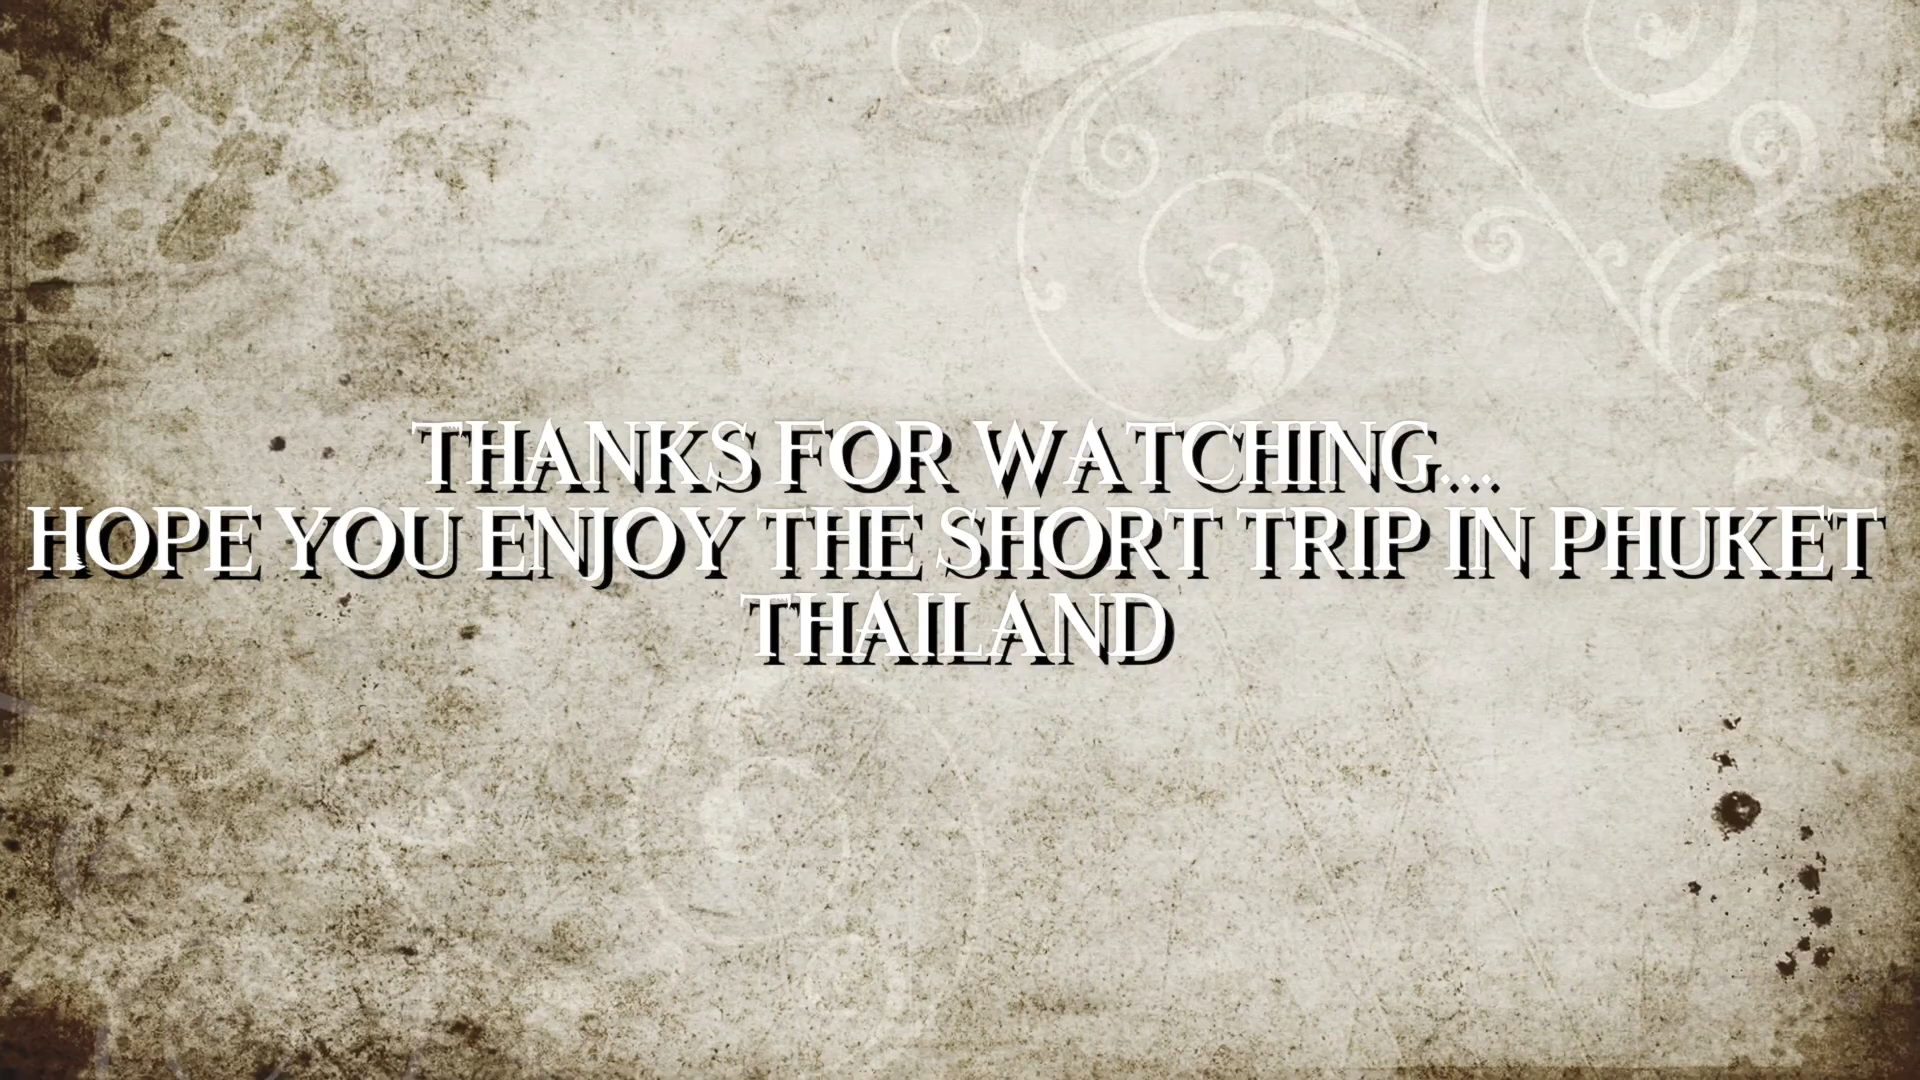 THANKS FOR WATCHING...
HOPE YOU ENJOY THE SHORT TRIP IN PHUKET
THAILAND